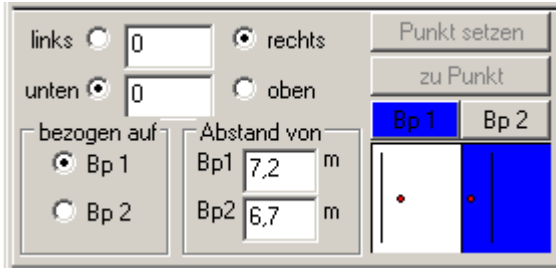 links 0 rechts Punkt setzen
unten 0 oben zu Punkt
bezogen auf Abstand von Bp 1 Bp 2
Bp 1 Bp1 7,2 m
Bp 2 Bp2 6,7 m